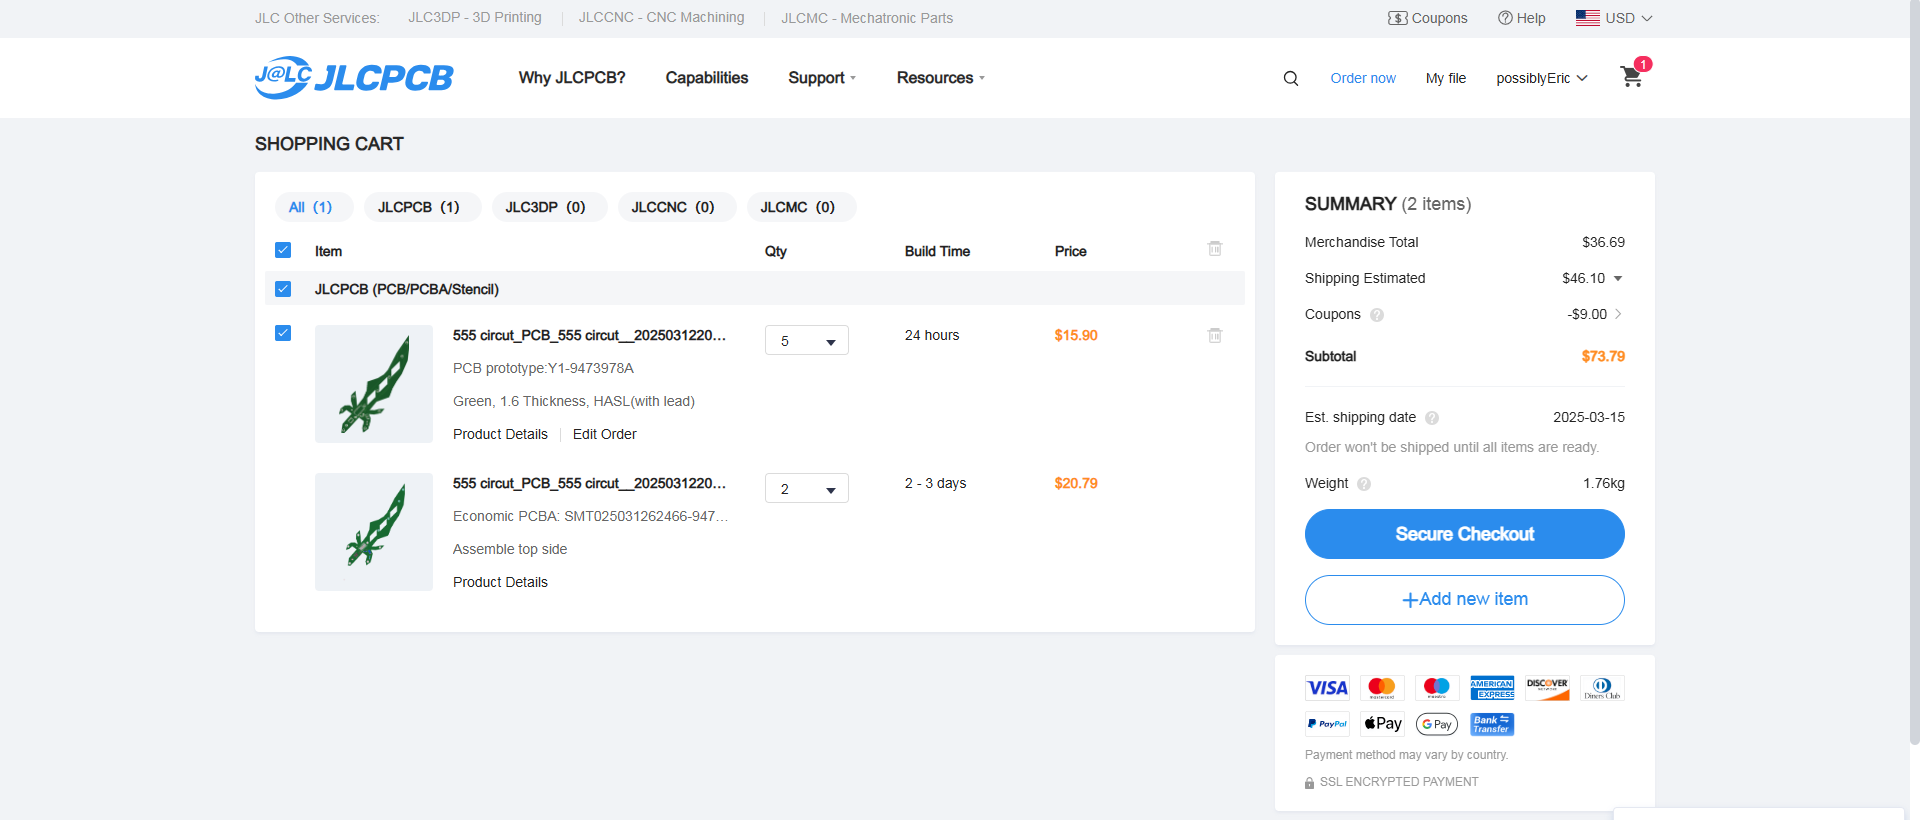 JLC Other Services: JLC3DP - 3D Printing JLCCNC - CNC Machining JLCMC - Mechatronic Parts
$ Coupons Help USD
J@LC JLCPCB
Why JLCPCB? Capabilities Support Resources
Order now My file possiblyEric 1
SHOPPING CART
All (1) JLCPCB (1) JLC3DP (0) JLCCNC (0) JLCMC (0)
Item Qty Build Time Price
JLCPCB (PCB/PCBA/Stencil)
555 circut_PCB_555 circut__2025031220... 5 24 hours $15.90
PCB prototype:Y1-9473978A
Green, 1.6 Thickness, HASL(with lead)
Product Details Edit Order
555 circut_PCB_555 circut__2025031220... 2 2 - 3 days $20.79
Economic PCBA: SMT025031262466-947...
Assemble top side
Product Details
SUMMARY (2 items)
Merchandise Total $36.69
Shipping Estimated $46.10
Coupons ? -$9.00
Subtotal $73.79
Est. shipping date ? 2025-03-15
Order won't be shipped until all items are ready.
Weight ? 1.76kg
Secure Checkout
+Add new item
VISA mastercard maestro AMERICAN EXPRESS DISCOVER NETWORK Diners Club
PayPal Pay G Pay Bank Transfer
Payment method may vary by country.
SSL ENCRYPTED PAYMENT